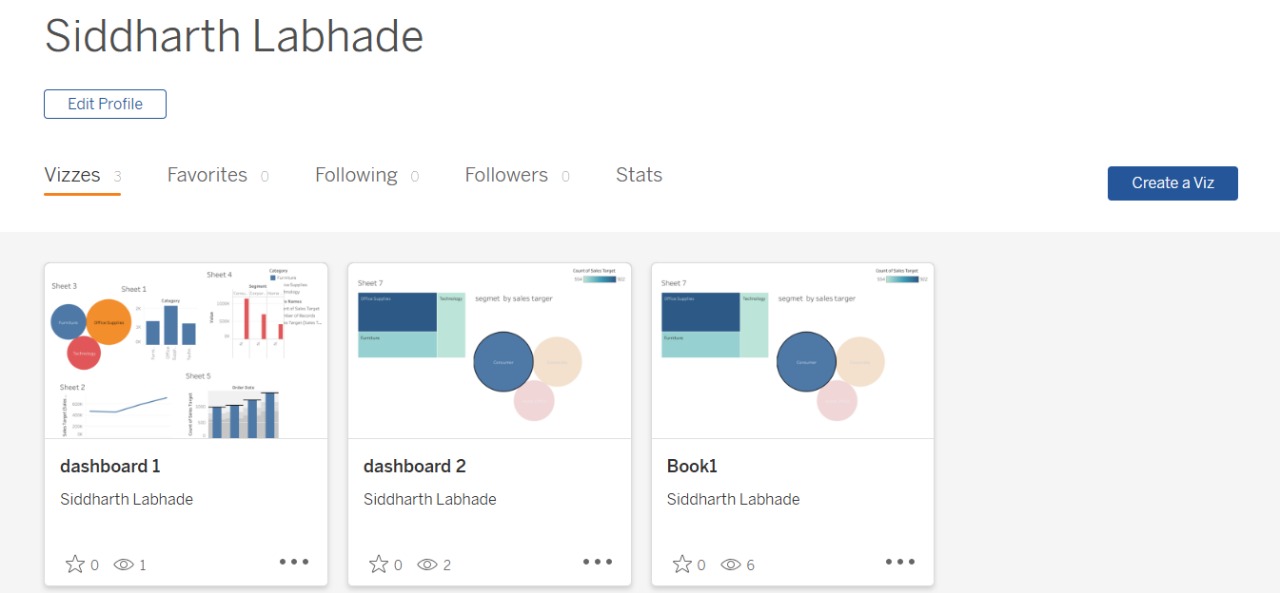 Siddharth Labhade
Edit Profile
Vizzes 3 Favorites 0 Following 0 Followers 0 Stats
Create a Viz
Sheet 3
Sheet 1
Sheet 4
Category
Furniture
Segment
Category
Furniture
Office Supplies
Technology
Sheet 2
Sheet 5
Order Date
Sheet 7
Count of Sales Target
Office Supplies
Technology
Furniture
segmet by sales targer
Consumer
Sheet 7
Count of Sales Target
Office Supplies
Technology
Furniture
segmet by sales targer
Consumer
dashboard 1
Siddharth Labhade
0 1
dashboard 2
Siddharth Labhade
0 2
Book1
Siddharth Labhade
0 6